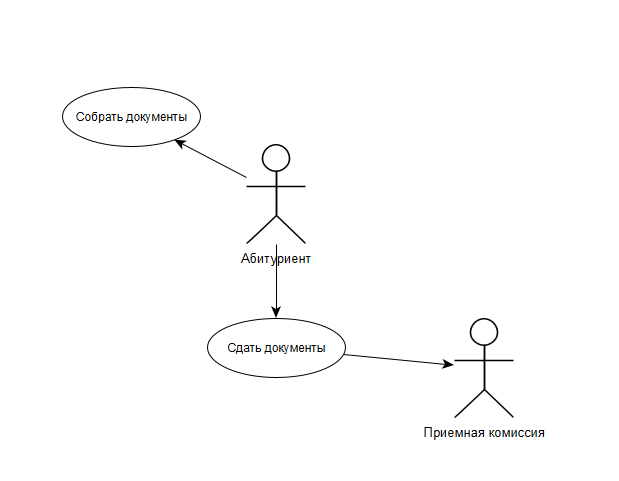 Собрать документы
Абитуриент
Сдать документы
Приемная комиссия